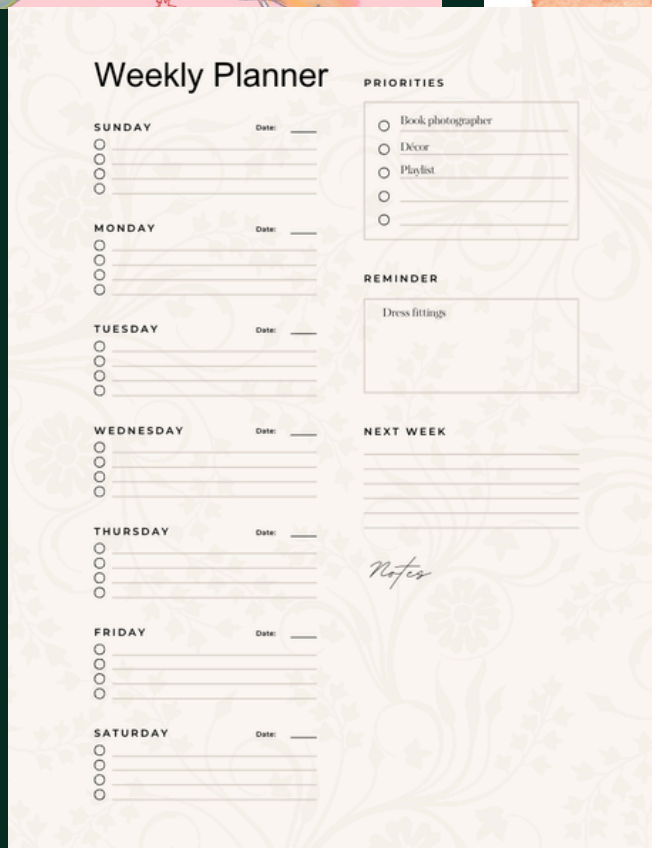 Weekly Planner
SUNDAY Date:
MONDAY Date:
TUESDAY Date:
WEDNESDAY Date:
THURSDAY Date:
FRIDAY Date:
SATURDAY Date:
PRIORITIES
Book photographer
Décor
Playlist
REMINDER
Dress fittings
NEXT WEEK
Notes